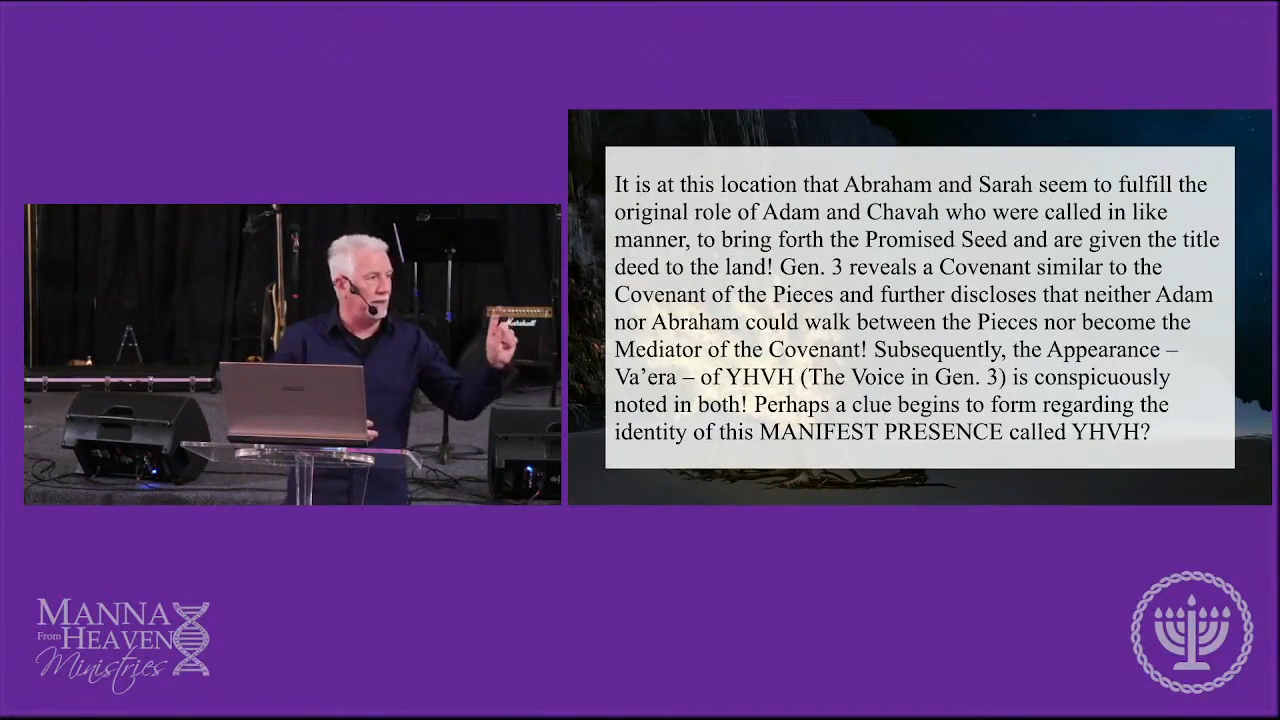 It is at this location that Abraham and Sarah seem to fulfill the
original role of Adam and Chavah who were called in like
manner, to bring forth the Promised Seed and are given the title
deed to the land! Gen. 3 reveals a Covenant similar to the
Covenant of the Pieces and further discloses that neither Adam
nor Abraham could walk between the Pieces nor become the
Mediator of the Covenant! Subsequently, the Appearance –
Va’era – of YHVH (The Voice in Gen. 3) is conspicuously
noted in both! Perhaps a clue begins to form regarding the
identity of this MANIFEST PRESENCE called YHVH?
Marshall
MANNA
From HEAVEN
Ministries